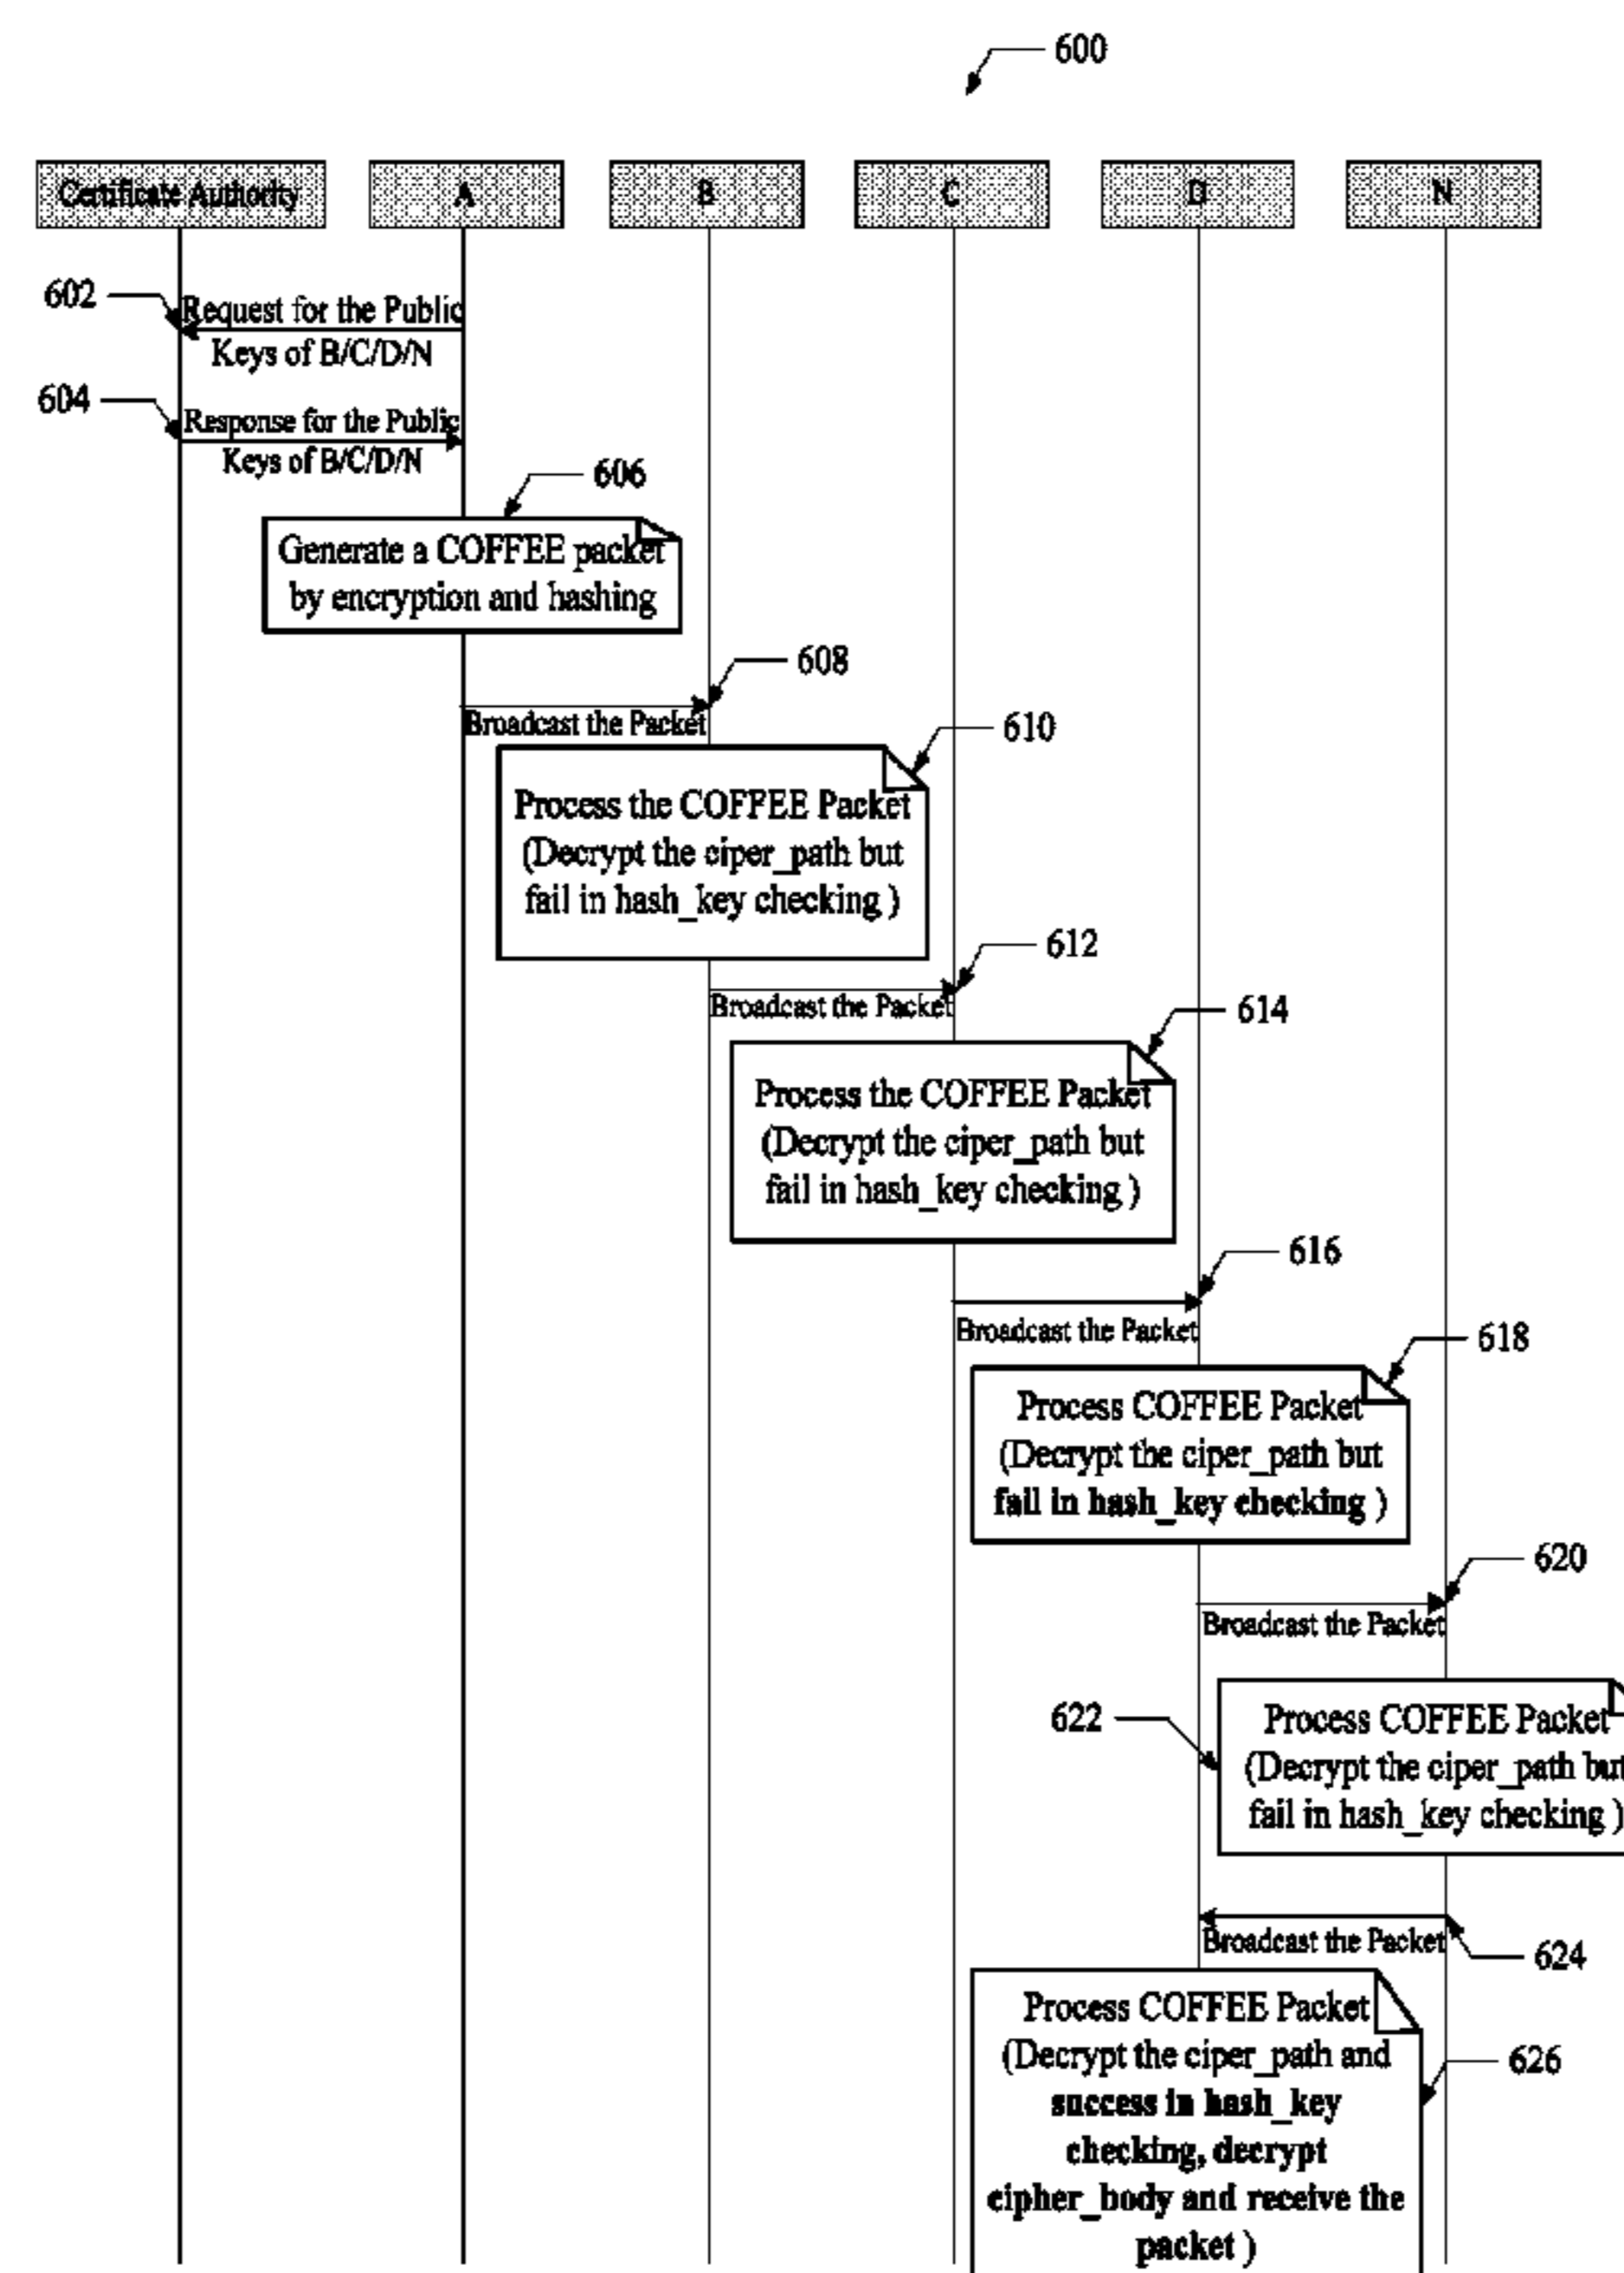 600
Certificate Authority
A
B
C
D
N
602
Request for the Public
Keys of B/C/D/N
604
Response for the Public
Keys of B/C/D/N
606
Generate a COFFEE packet
by encryption and hashing
608
Broadcast the Packet
610
Process the COFFEE Packet
(Decrypt the ciper_path but
fail in hash_key checking )
612
Broadcast the Packet
614
Process the COFFEE Packet
(Decrypt the ciper_path but
fail in hash_key checking )
616
Broadcast the Packet
618
Process COFFEE Packet
(Decrypt the ciper_path but
fail in hash_key checking )
620
Broadcast the Packet
622
Process COFFEE Packet
(Decrypt the ciper_path but
fail in hash_key checking )
624
Broadcast the Packet
626
Process COFFEE Packet
(Decrypt the ciper_path and
success in hash_key
checking, decrypt
cipher_body and receive the
packet )